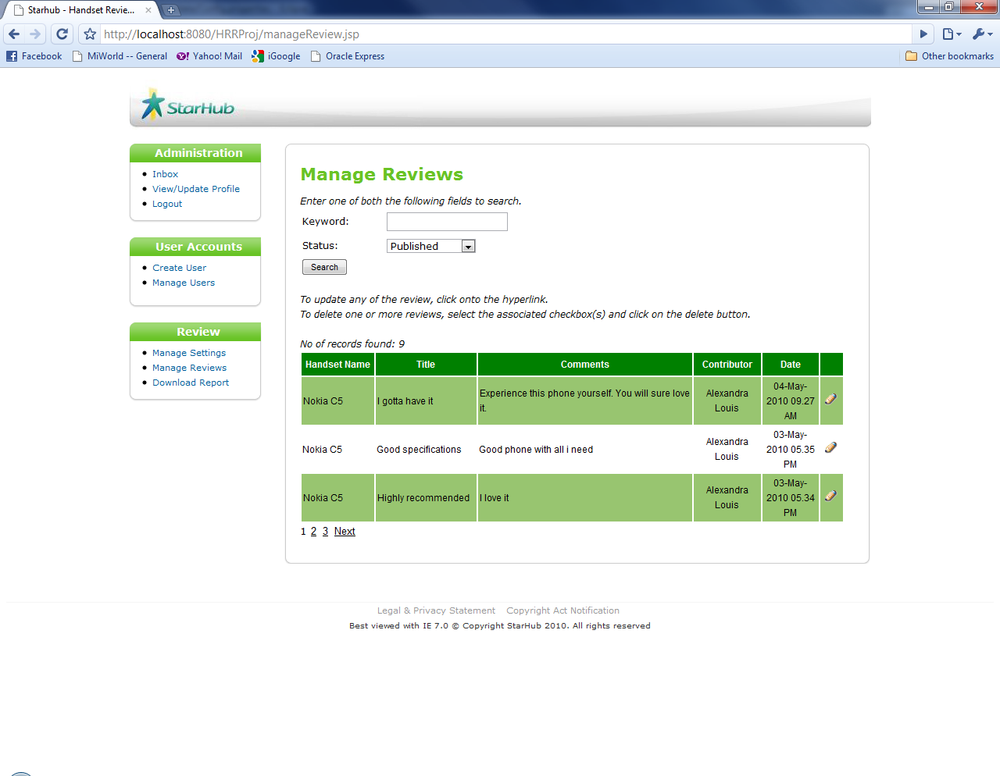 Starhub - Handset Revie...
http://localhost:8080/HRRProj/manageReview.jsp
Facebook MiWorld -- General Yahoo! Mail iGoogle Oracle Express Other bookmarks
StarHub
Administration
Inbox
View/Update Profile
Logout
User Accounts
Create User
Manage Users
Review
Manage Settings
Manage Reviews
Download Report
Manage Reviews
Enter one of both the following fields to search.
Keyword:
Status: Published
Search
To update any of the review, click onto the hyperlink.
To delete one or more reviews, select the associated checkbox(s) and click on the delete button.
No of records found: 9
Handset Name Title Comments Contributor Date
Nokia C5 I gotta have it Experience this phone yourself. You will sure love it. Alexandra Louis 04-May-2010 09.27 AM
Nokia C5 Good specifications Good phone with all i need Alexandra Louis 03-May-2010 05.35 PM
Nokia C5 Highly recommended I love it Alexandra Louis 03-May-2010 05.34 PM
1 2 3 Next
Legal & Privacy Statement Copyright Act Notification
Best viewed with IE 7.0 © Copyright StarHub 2010. All rights reserved